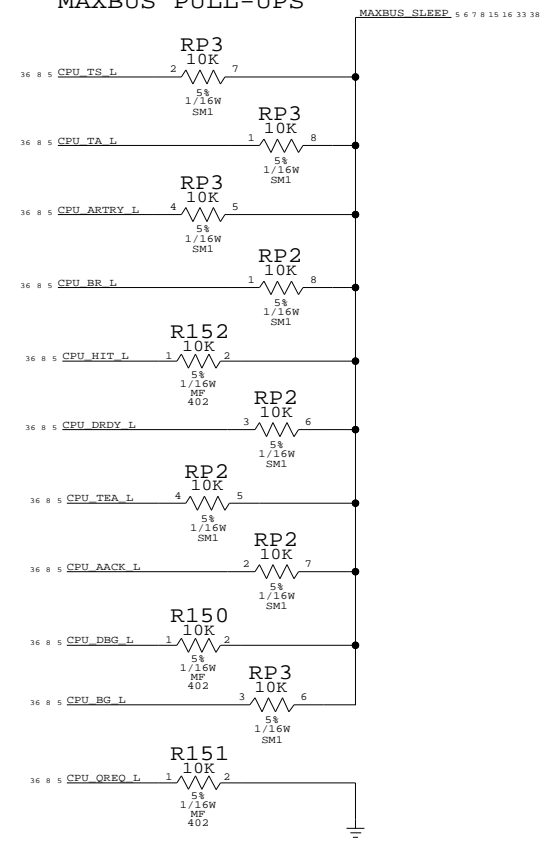 MAXBUS PULL-UPS
MAXBUS_SLEEP 5 6 7 8 15 16 33 38
RP3
10K
36 8 5 CPU_TS_L 2 7
5%
1/16W
SM1
RP3
10K
36 8 5 CPU_TA_L 1 8
5%
1/16W
SM1
RP3
10K
36 8 5 CPU_ARTRY_L 4 5
5%
1/16W
SM1
RP2
10K
36 8 5 CPU_BR_L 1 8
5%
1/16W
SM1
R152
10K
36 8 5 CPU_HIT_L 1 2
5%
1/16W
MF
402
RP2
10K
36 8 5 CPU_DRDY_L 3 6
5%
1/16W
SM1
RP2
10K
36 8 5 CPU_TEA_L 4 5
5%
1/16W
SM1
RP2
10K
36 8 5 CPU_AACK_L 2 7
5%
1/16W
SM1
R150
10K
36 8 5 CPU_DBG_L 1 2
5%
1/16W
MF
402
RP3
10K
36 8 5 CPU_BG_L 3 6
5%
1/16W
SM1
R151
10K
36 8 5 CPU_QREQ_L 1 2
5%
1/16W
MF
402